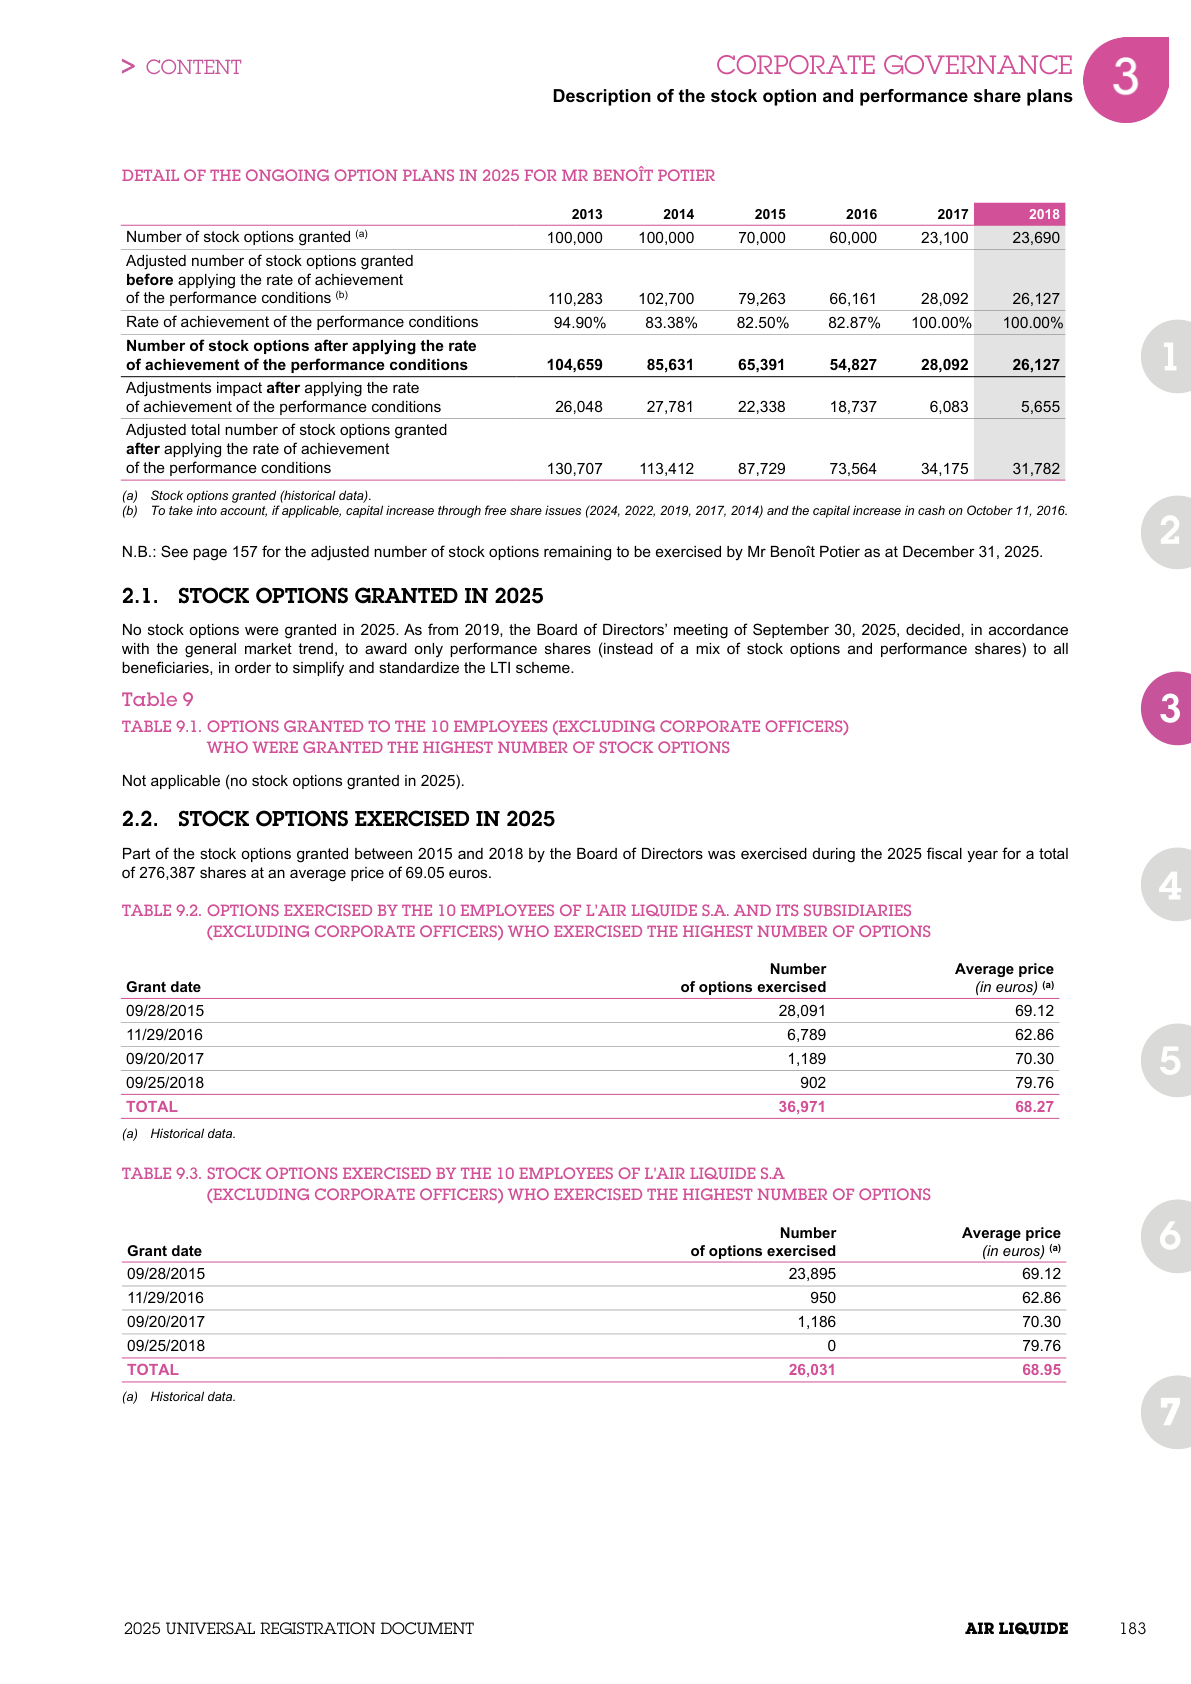 > CONTENT
CORPORATE GOVERNANCE
Description of the stock option and performance share plans
3
DETAIL OF THE ONGOING OPTION PLANS IN 2025 FOR MR BENOÎT POTIER
2013 2014 2015 2016 2017 2018
Number of stock options granted (a) 100,000 100,000 70,000 60,000 23,100 23,690
Adjusted number of stock options granted
before applying the rate of achievement
of the performance conditions (b) 110,283 102,700 79,263 66,161 28,092 26,127
Rate of achievement of the performance conditions 94.90% 83.38% 82.50% 82.87% 100.00% 100.00%
Number of stock options after applying the rate
of achievement of the performance conditions 104,659 85,631 65,391 54,827 28,092 26,127
Adjustments impact after applying the rate
of achievement of the performance conditions 26,048 27,781 22,338 18,737 6,083 5,655
Adjusted total number of stock options granted
after applying the rate of achievement
of the performance conditions 130,707 113,412 87,729 73,564 34,175 31,782
(a) Stock options granted (historical data).
(b) To take into account, if applicable, capital increase through free share issues (2024, 2022, 2019, 2017, 2014) and the capital increase in cash on October 11, 2016.
N.B.: See page 157 for the adjusted number of stock options remaining to be exercised by Mr Benoît Potier as at December 31, 2025.
2.1. STOCK OPTIONS GRANTED IN 2025
No stock options were granted in 2025. As from 2019, the Board of Directors' meeting of September 30, 2025, decided, in accordance
with the general market trend, to award only performance shares (instead of a mix of stock options and performance shares) to all
beneficiaries, in order to simplify and standardize the LTI scheme.
Table 9
TABLE 9.1. OPTIONS GRANTED TO THE 10 EMPLOYEES (EXCLUDING CORPORATE OFFICERS)
WHO WERE GRANTED THE HIGHEST NUMBER OF STOCK OPTIONS
Not applicable (no stock options granted in 2025).
2.2. STOCK OPTIONS EXERCISED IN 2025
Part of the stock options granted between 2015 and 2018 by the Board of Directors was exercised during the 2025 fiscal year for a total
of 276,387 shares at an average price of 69.05 euros.
TABLE 9.2. OPTIONS EXERCISED BY THE 10 EMPLOYEES OF L'AIR LIQUIDE S.A. AND ITS SUBSIDIARIES
(EXCLUDING CORPORATE OFFICERS) WHO EXERCISED THE HIGHEST NUMBER OF OPTIONS
Number Average price
Grant date of options exercised (in euros) (a)
09/28/2015 28,091 69.12
11/29/2016 6,789 62.86
09/20/2017 1,189 70.30
09/25/2018 902 79.76
TOTAL 36,971 68.27
(a) Historical data.
TABLE 9.3. STOCK OPTIONS EXERCISED BY THE 10 EMPLOYEES OF L'AIR LIQUIDE S.A
(EXCLUDING CORPORATE OFFICERS) WHO EXERCISED THE HIGHEST NUMBER OF OPTIONS
Number Average price
Grant date of options exercised (in euros) (a)
09/28/2015 23,895 69.12
11/29/2016 950 62.86
09/20/2017 1,186 70.30
09/25/2018 0 79.76
TOTAL 26,031 68.95
(a) Historical data.
1
2
3
4
5
6
7
2025 UNIVERSAL REGISTRATION DOCUMENT
AIR LIQUIDE 183